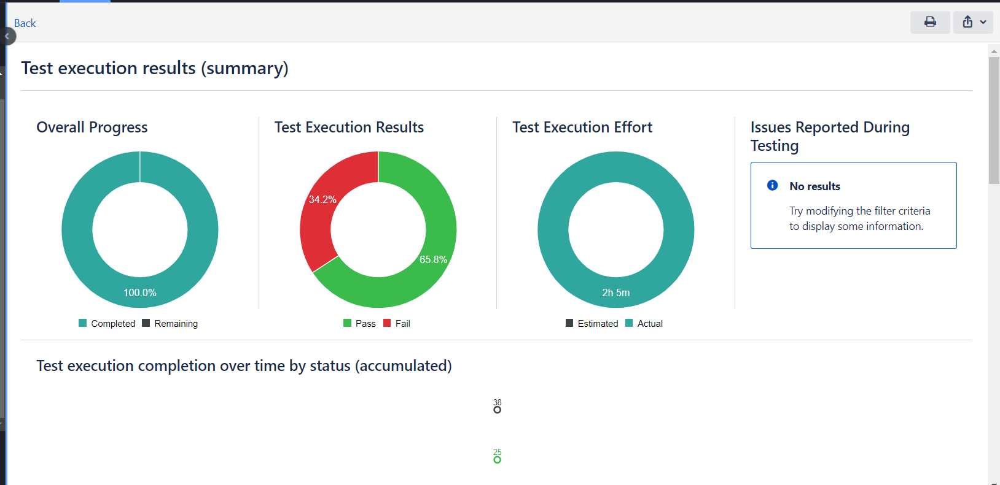 Back
Test execution results (summary)
Overall Progress
100.0%
Completed Remaining
Test Execution Results
34.2%
65.8%
Pass Fail
Test Execution Effort
2h 5m
Estimated Actual
Issues Reported During
Testing
No results
Try modifying the filter criteria
to display some information.
Test execution completion over time by status (accumulated)
38
25